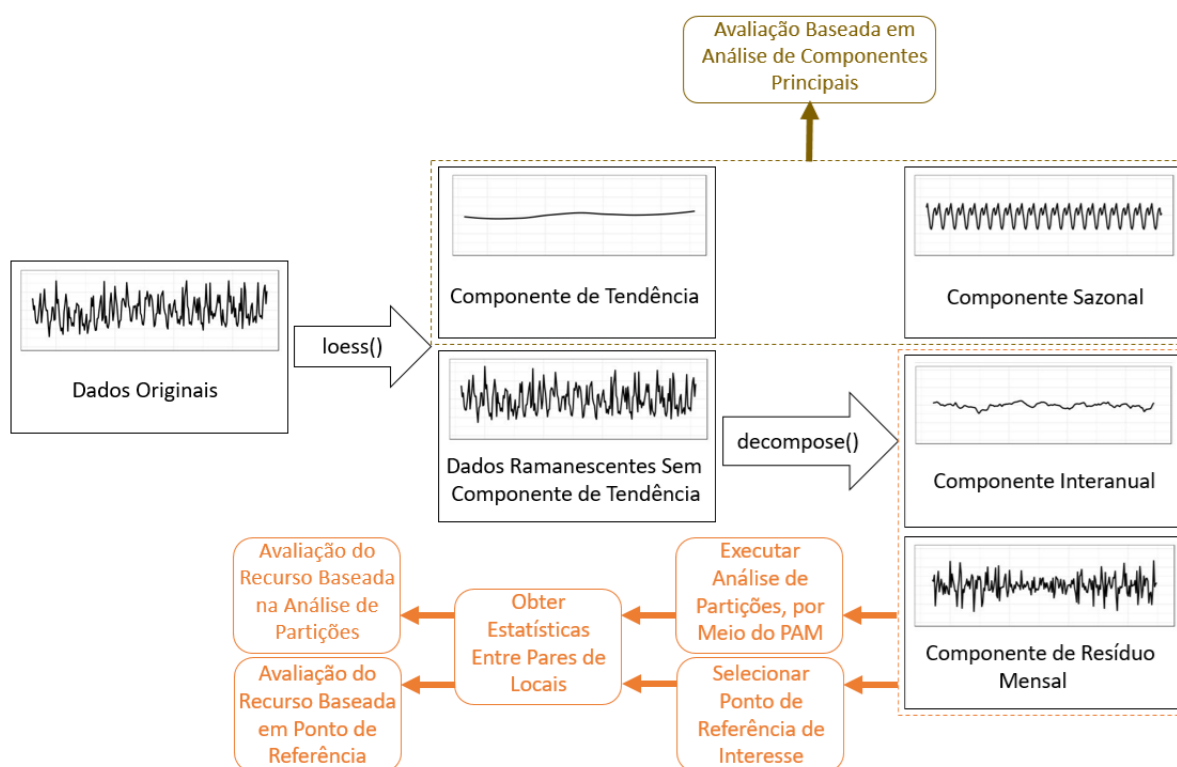 Avaliação Baseada em
Análise de Componentes
Principais
Componente de Tendência
Componente Sazonal
Dados Originais
loess()
Dados Ramanescentes Sem
Componente de Tendência
decompose()
Componente Interanual
Componente de Resíduo
Mensal
Executar
Análise de
Partições, por
Meio do PAM
Selecionar
Ponto de
Referência de
Interesse
Obter
Estatísticas
Entre Pares de
Locais
Avaliação do
Recurso Baseada
na Análise de
Partições
Avaliação do
Recurso Baseada
em Ponto de
Referência